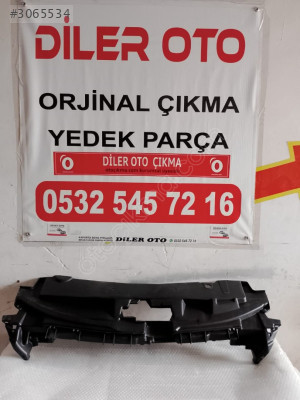 #3065534
DİLER OTO
ORJİNAL ÇIKMA
YEDEK PARÇA
DİLER OTO ÇIKMA
0532 545 72 16
DİLER OTO